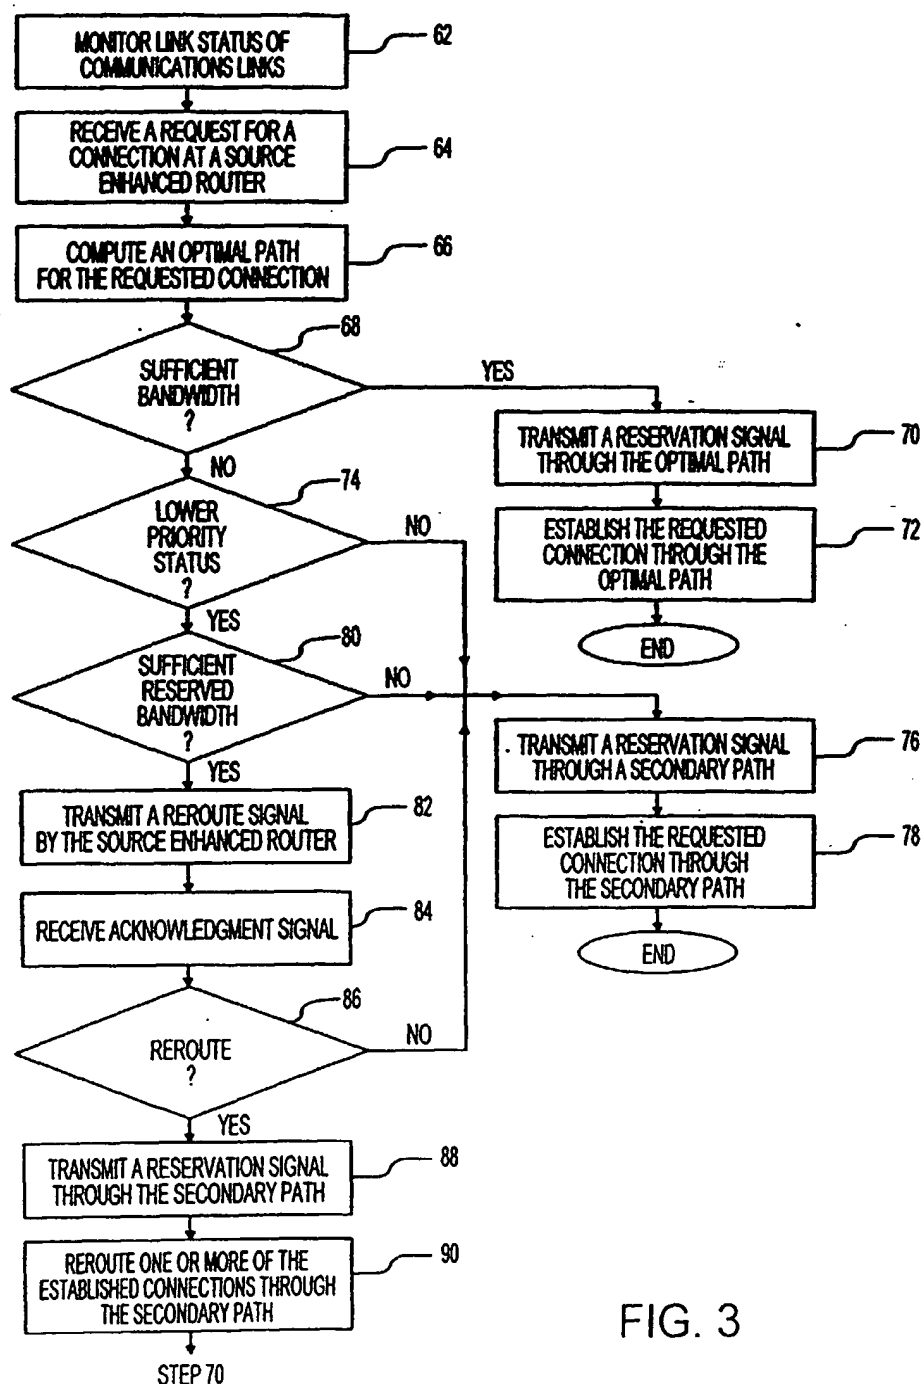 MONITOR LINK STATUS OF
COMMUNICATIONS LINKS
62
RECEIVE A REQUEST FOR A
CONNECTION AT A SOURCE
ENHANCED ROUTER
64
COMPUTE AN OPTIMAL PATH
FOR THE REQUESTED CONNECTION
66
SUFFICIENT
BANDWIDTH
?
68
YES
NO
TRANSMIT A RESERVATION SIGNAL
THROUGH THE OPTIMAL PATH
70
ESTABLISH THE REQUESTED
CONNECTION THROUGH THE
OPTIMAL PATH
72
END
LOWER
PRIORITY
STATUS
?
74
NO
YES
SUFFICIENT
RESERVED
BANDWIDTH
?
80
NO
YES
TRANSMIT A RESERVATION SIGNAL
THROUGH A SECONDARY PATH
76
ESTABLISH THE REQUESTED
CONNECTION THROUGH
THE SECONDARY PATH
78
END
TRANSMIT A REROUTE SIGNAL
BY THE SOURCE ENHANCED ROUTER
82
RECEIVE ACKNOWLEDGMENT SIGNAL
84
REROUTE
?
86
NO
YES
TRANSMIT A RESERVATION SIGNAL
THROUGH THE SECONDARY PATH
88
REROUTE ONE OR MORE OF THE
ESTABLISHED CONNECTIONS THROUGH
THE SECONDARY PATH
90
STEP 70
FIG. 3